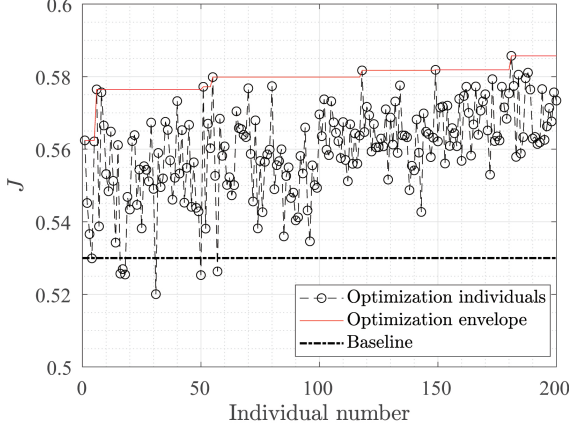 0.6
0.58
0.56
0.54
0.52
0.5
J
0 50 100 150 200
Individual number
Optimization individuals
Optimization envelope
Baseline